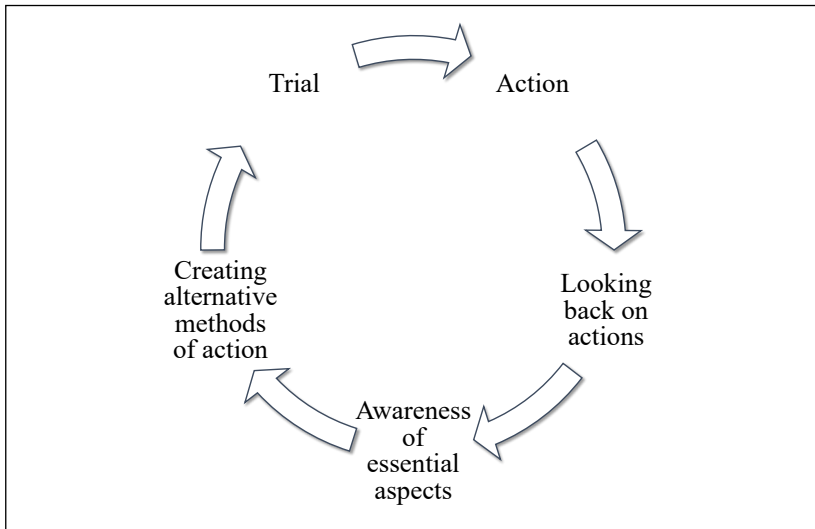 Trial
Action
Looking
back on
actions
Awareness
of
essential
aspects
Creating
alternative
methods
of action